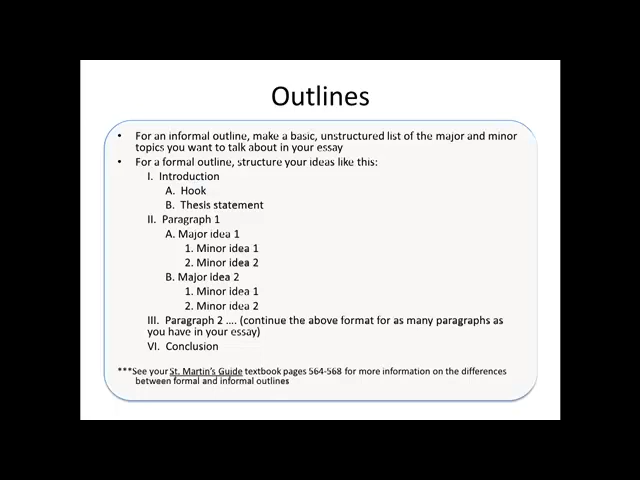 Outlines
• For an informal outline, make a basic, unstructured list of the major and minor
topics you want to talk about in your essay
• For a formal outline, structure your ideas like this:
I. Introduction
A. Hook
B. Thesis statement
II. Paragraph 1
A. Major idea 1
1. Minor idea 1
2. Minor idea 2
B. Major Idea 2
1. Minor idea 1
2. Minor idea 2
III. Paragraph 2 .... (continue the above format for as many paragraphs as
you have in your essay)
VI. Conclusion
***See your St. Martin's Guide textbook pages 564-568 for more information on the differences
between formal and informal outlines